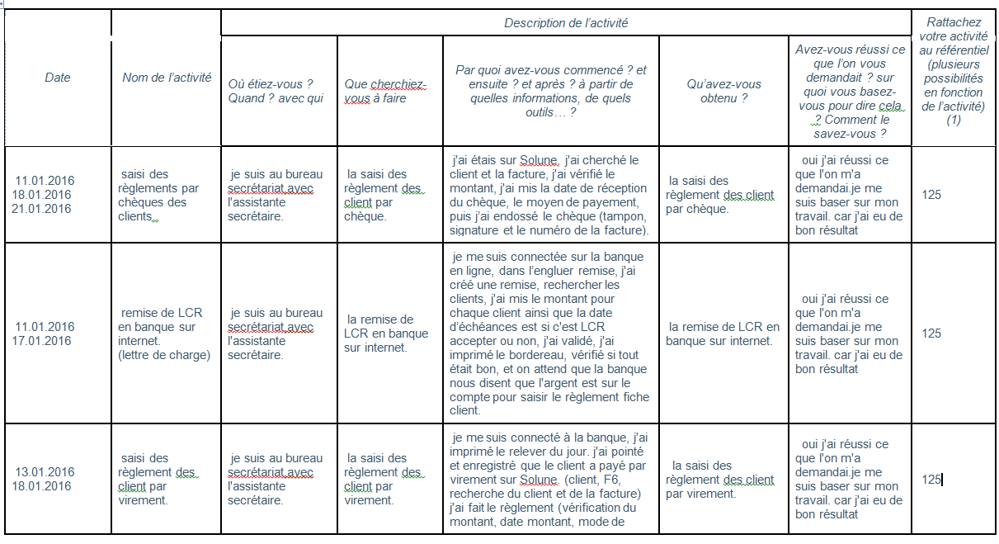 Description de l'activité
Rattachez
votre activité
au référentiel
(plusieurs
possibilités
en fonction
de l'activité)
(1)
Date
Nom de l'activité
Où étiez-vous ?
Quand ? avec qui
Que cherchiez-
vous à faire
Par quoi avez-vous commencé ? et
ensuite ? et après ? à partir de
quelles informations, de quels
outils… ?
Qu'avez-vous
obtenu ?
Avez-vous réussi ce
que l'on vous
demandait ? sur
quoi vous basez-
vous pour dire cela
? Comment le
savez-vous ?
11.01.2016
18.01.2016
21.01.2016
saisi des
règlements par
chèques des
clients
je suis au bureau
secrétariat,avec
l'assistante
secrétaire.
la saisi des
règlement des
client par
chèque.
j'ai étais sur Solune, j'ai cherché le
client et la facture, j'ai vérifié le
montant, j'ai mis la date de réception
du chèque, le moyen de payement,
puis j'ai endossé le chèque (tampon,
signature et le numéro de la facture).
la saisi des
règlement des client
par chèque.
oui j'ai réussi ce
que l'on m'a
demandai.je me
suis baser sur mon
travail. car j'ai eu de
bon résultat
125
11.01.2016
17.01.2016
remise de LCR
en banque sur
internet.
(lettre de charge)
je suis au bureau
secrétariat,avec
l'assistante
secrétaire.
la remise de
LCR en banque
sur internet.
je me suis connectée sur la banque
en ligne, dans l'engluer remise, j'ai
créé une remise, rechercher les
clients, j'ai mis le montant pour
chaque client ainsi que la date
d'échéances est si c'est LCR
accepter ou non, j'ai validé, j'ai
imprimé le bordereau, vérifié si tout
était bon, et on attend que la banque
nous disent que l'argent est sur le
compte pour saisir le règlement fiche
client.
la remise de LCR en
banque sur internet.
oui j'ai réussi ce
que l'on m'a
demandai.je me
suis baser sur mon
travail. car j'ai eu de
bon résultat
125
13.01.2016
18.01.2016
saisi des
règlement des
client par
virement.
je suis au bureau
secrétariat,avec
l'assistante
secrétaire.
la saisi des
règlement des
client par
virement.
je me suis connecté à la banque, j'ai
imprimé le relever du jour. j'ai pointé
et enregistré que le client a payé par
virement sur Solune. (client, F6,
recherche du client et de la facture)
j'ai fait le règlement (vérification du
montant, date montant, mode de
la saisi des
règlement des client
par virement.
oui j'ai réussi ce
que l'on m'a
demandai.je me
suis baser sur mon
travail. car j'ai eu de
bon résultat
125